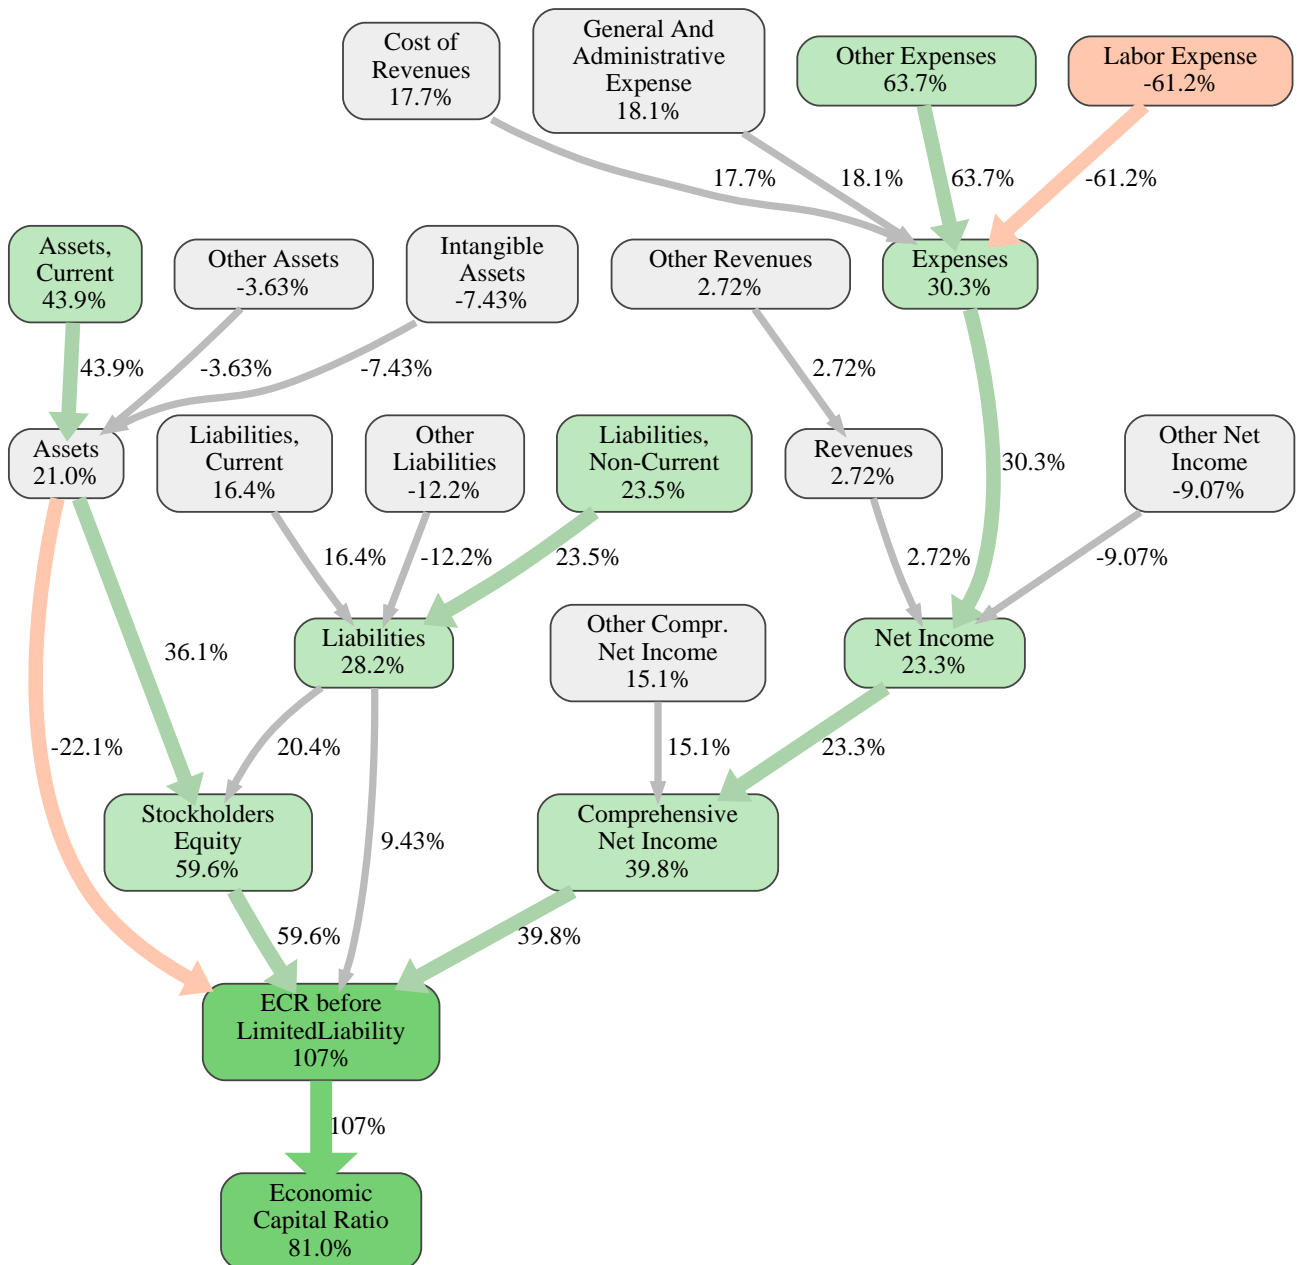 Cost of
Revenues
17.7%
General And
Administrative
Expense
18.1%
Other Expenses
63.7%
Labor Expense
-61.2%
17.7%
18.1%
63.7%
-61.2%
Assets,
Current
43.9%
Other Assets
-3.63%
Intangible
Assets
-7.43%
Other Revenues
2.72%
Expenses
30.3%
43.9%
-3.63%
-7.43%
2.72%
Assets
21.0%
Liabilities,
Current
16.4%
Other
Liabilities
-12.2%
Liabilities,
Non-Current
23.5%
Revenues
2.72%
30.3%
Other Net
Income
-9.07%
16.4%
-12.2%
23.5%
2.72%
-9.07%
36.1%
Liabilities
28.2%
Other Compr.
Net Income
15.1%
Net Income
23.3%
-22.1%
20.4%
15.1%
23.3%
Stockholders
Equity
59.6%
9.43%
Comprehensive
Net Income
39.8%
59.6%
39.8%
ECR before
LimitedLiability
107%
107%
Economic
Capital Ratio
81.0%